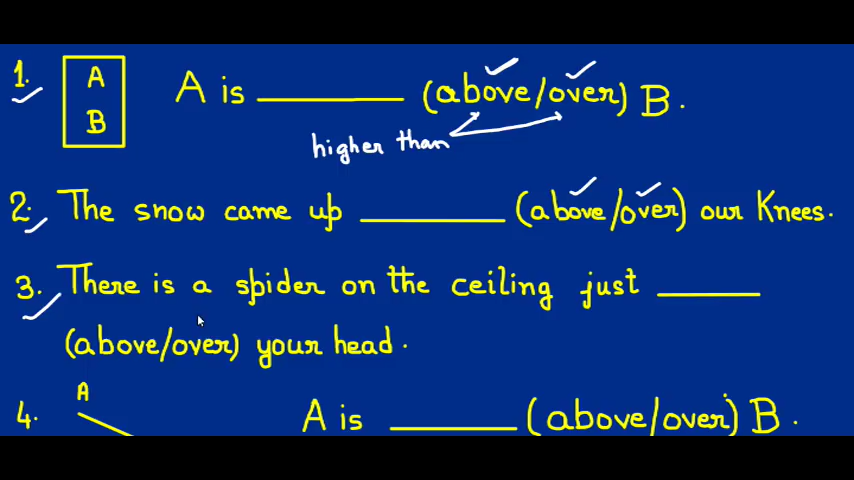 1. A A is ________ (above/over) B.
B
higher than
2. The snow came up ________ (above/over) our Knees.
3. There is a spider on the ceiling just ______
(above/over) your head.
A
4. A is _______ (above/over) B.